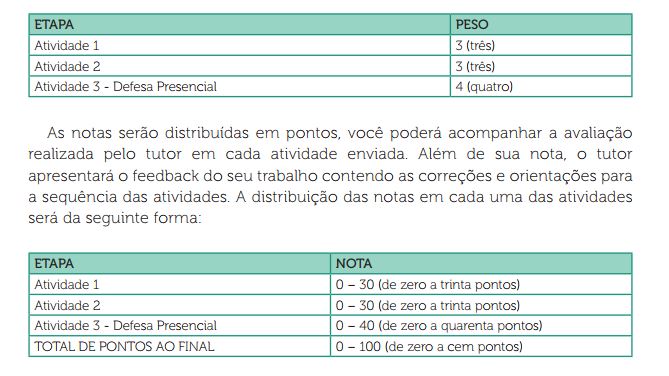 ETAPA PESO
Atividade 1 3 (três)
Atividade 2 3 (três)
Atividade 3 - Defesa Presencial 4 (quatro)
As notas serão distribuídas em pontos, você poderá acompanhar a avaliação
realizada pelo tutor em cada atividade enviada. Além de sua nota, o tutor
apresentará o feedback do seu trabalho contendo as correções e orientações para
a sequência das atividades. A distribuição das notas em cada uma das atividades
será da seguinte forma:
ETAPA NOTA
Atividade 1 0 – 30 (de zero a trinta pontos)
Atividade 2 0 – 30 (de zero a trinta pontos)
Atividade 3 - Defesa Presencial 0 – 40 (de zero a quarenta pontos)
TOTAL DE PONTOS AO FINAL 0 – 100 (de zero a cem pontos)